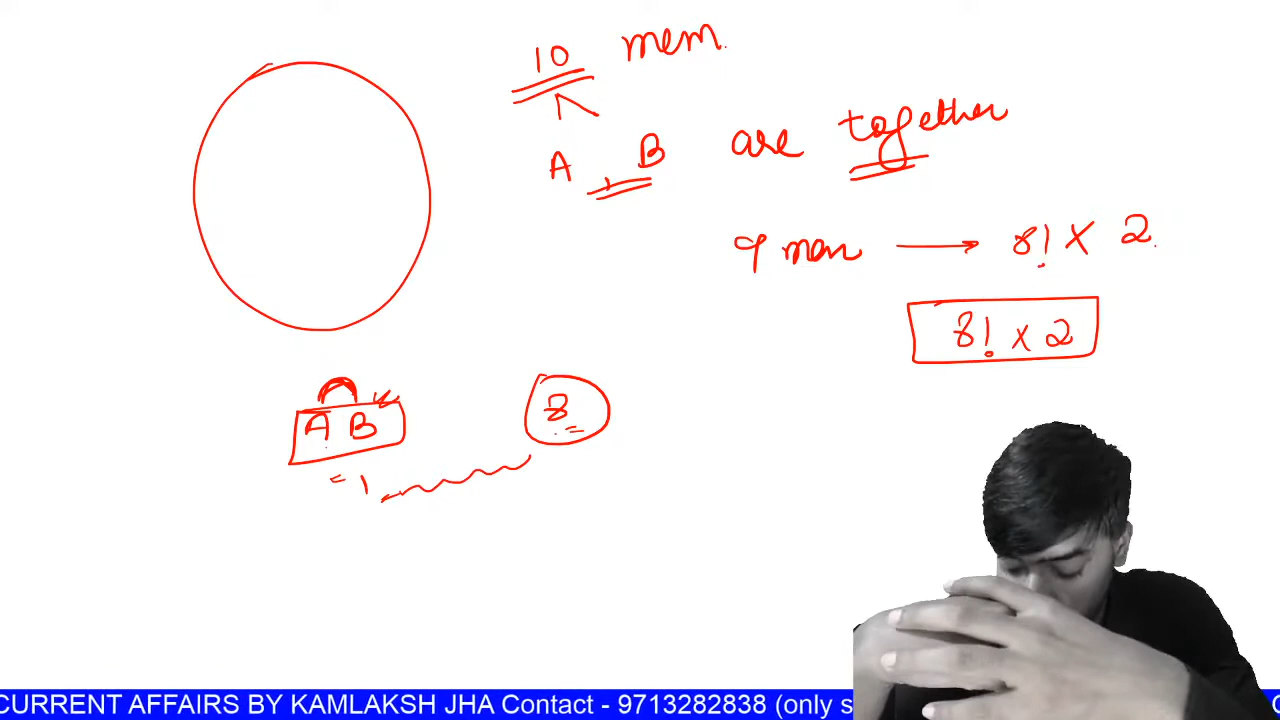 10 mem.
A , B are together
9 men → 8! X 2.
8! x 2
A B
8
= 1
CURRENT AFFAIRS BY KAMLAKSH JHA Contact - 9713282838 (only s